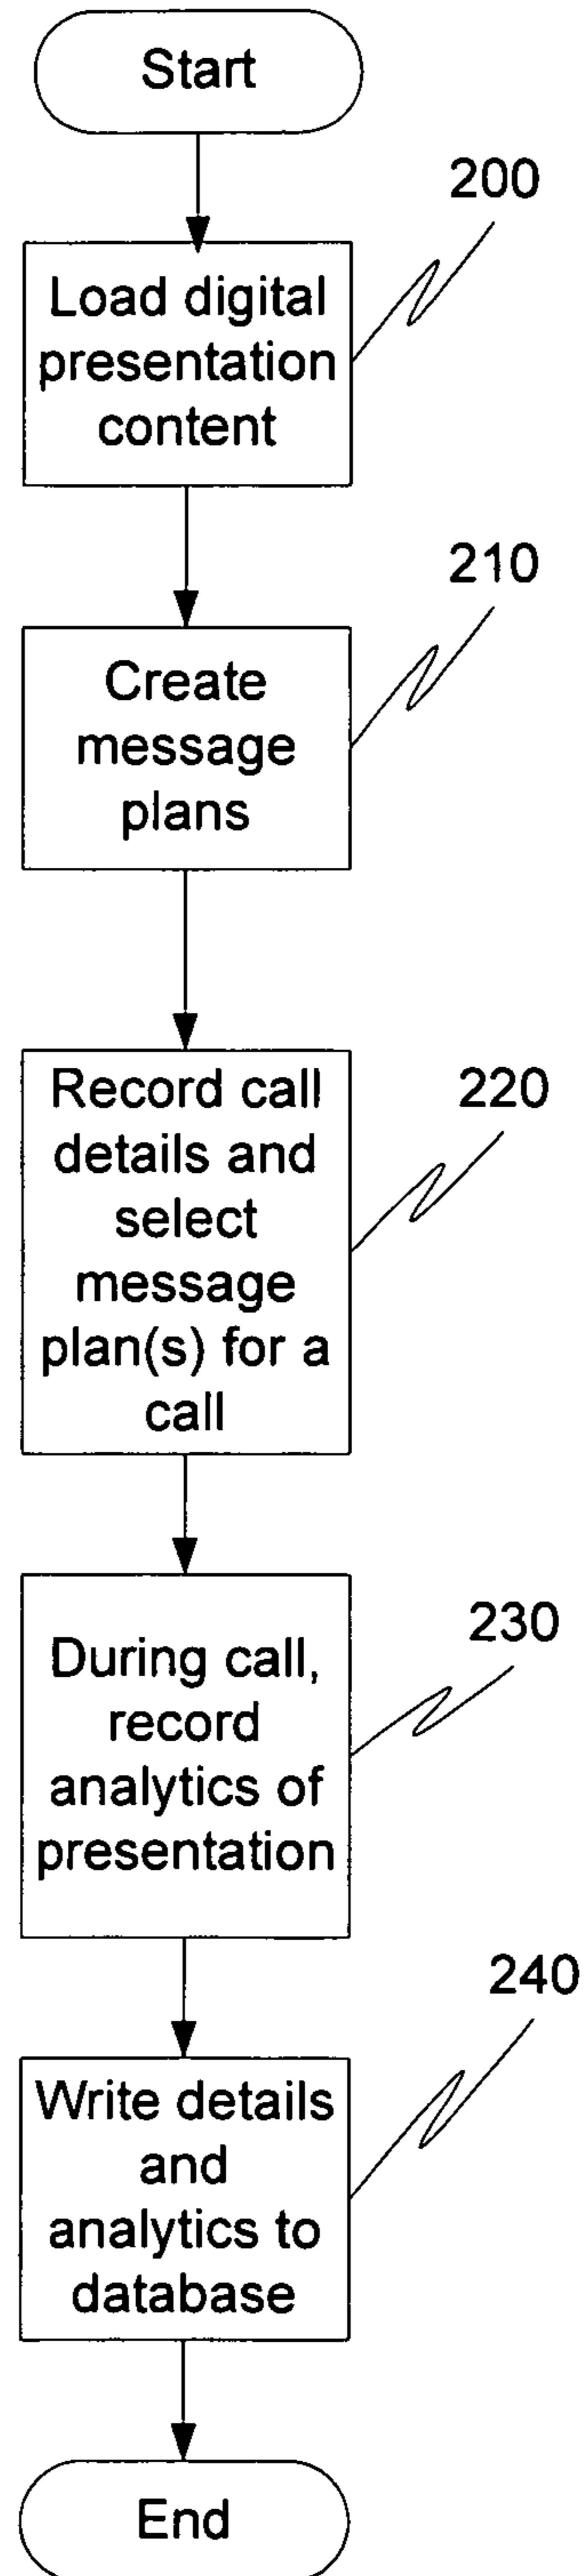 Start
200
Load digital
presentation
content
210
Create
message
plans
220
Record call
details and
select
message
plan(s) for a
call
230
During call,
record
analytics of
presentation
240
Write details
and
analytics to
database
End